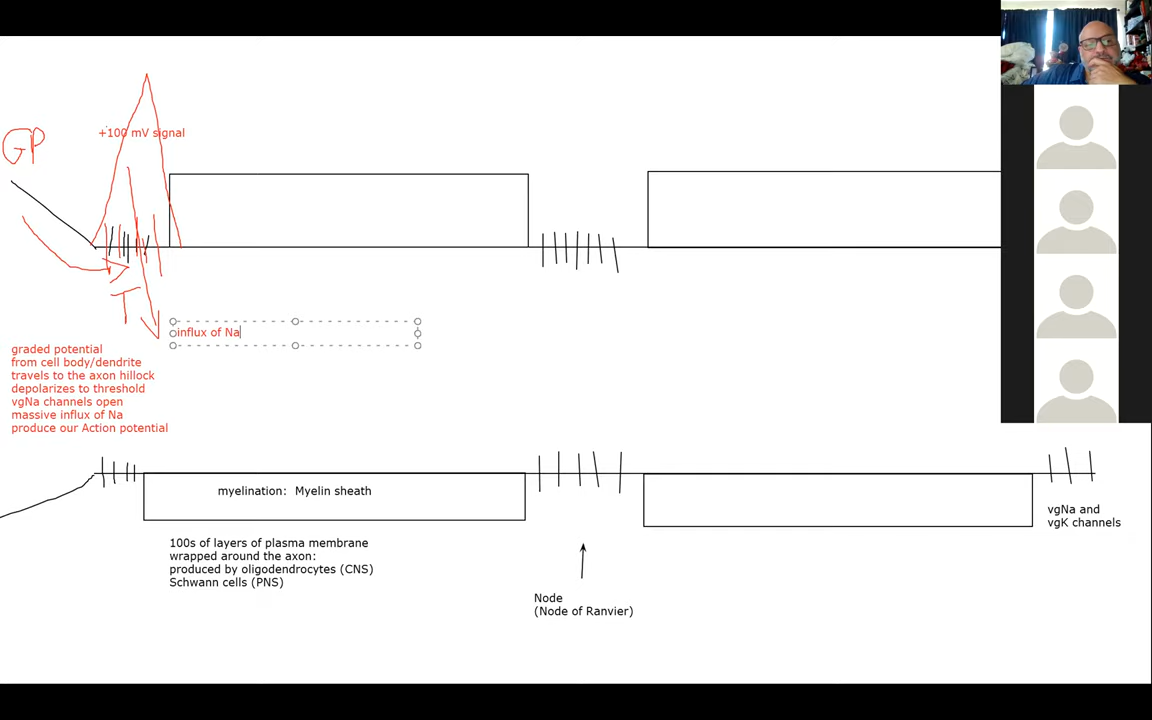 +100 mV signal
GP
T
influx of Na
graded potential
from cell body/dendrite
travels to the axon hillock
depolarizes to threshold
vgNa channels open
massive influx of Na
produce our Action potential
myelination:  Myelin sheath
100s of layers of plasma membrane
wrapped around the axon:
produced by oligodendrocytes (CNS)
Schwann cells (PNS)
Node
(Node of Ranvier)
vgNa and
vgK channels